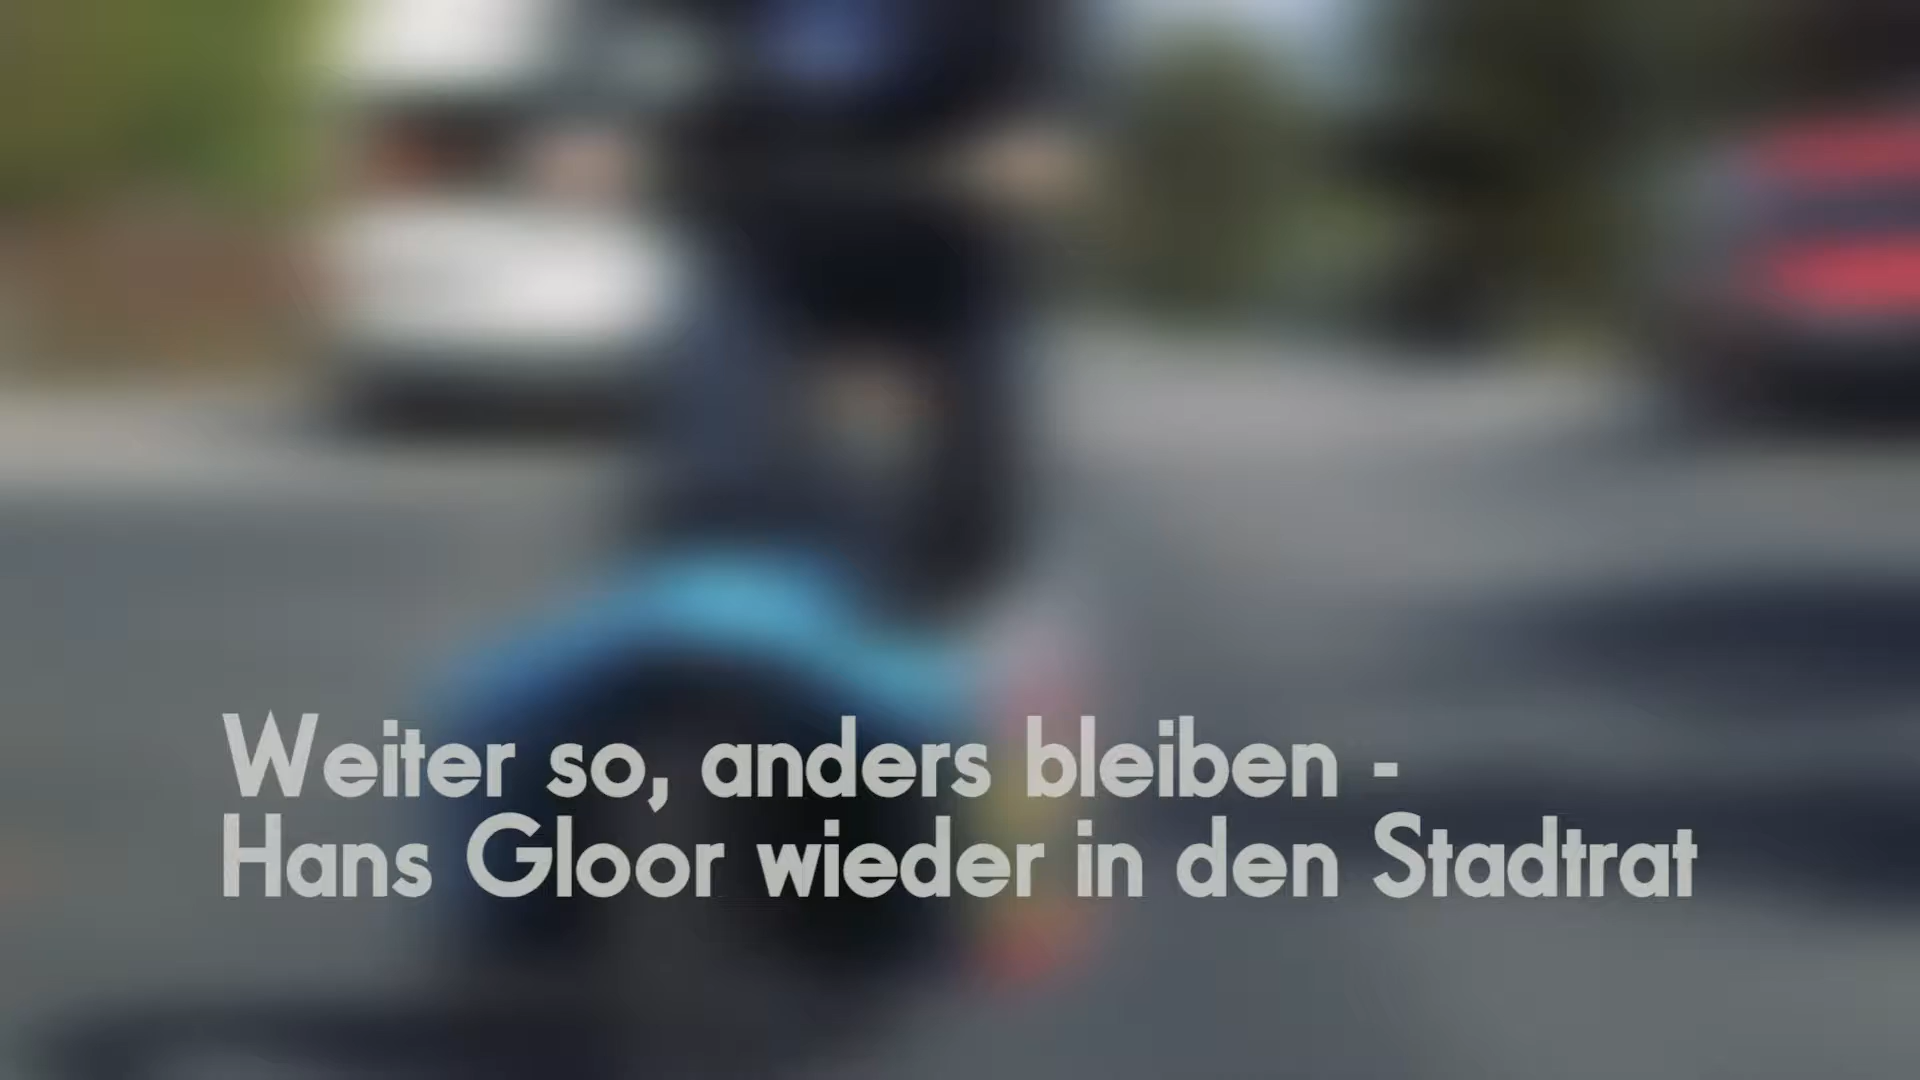 Weiter so, anders bleiben -
Hans Gloor wieder in den Stadtrat